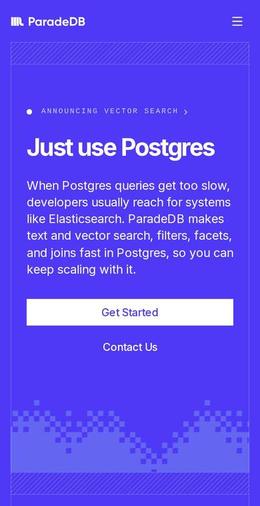 ParadeDB
ANNOUNCING VECTOR SEARCH
Just use Postgres
When Postgres queries get too slow,
developers usually reach for systems
like Elasticsearch. ParadeDB makes
text and vector search, filters, facets,
and joins fast in Postgres, so you can
keep scaling with it.
Get Started
Contact Us